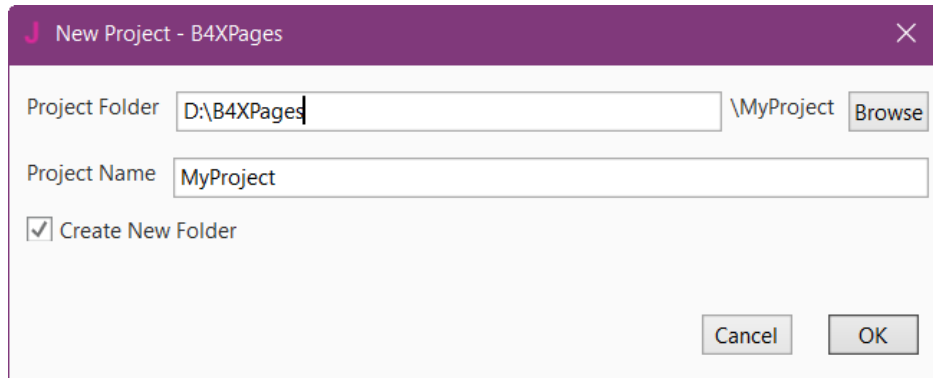 J New Project - B4XPages
Project Folder D:\B4XPages \MyProject Browse
Project Name MyProject
Create New Folder
Cancel OK